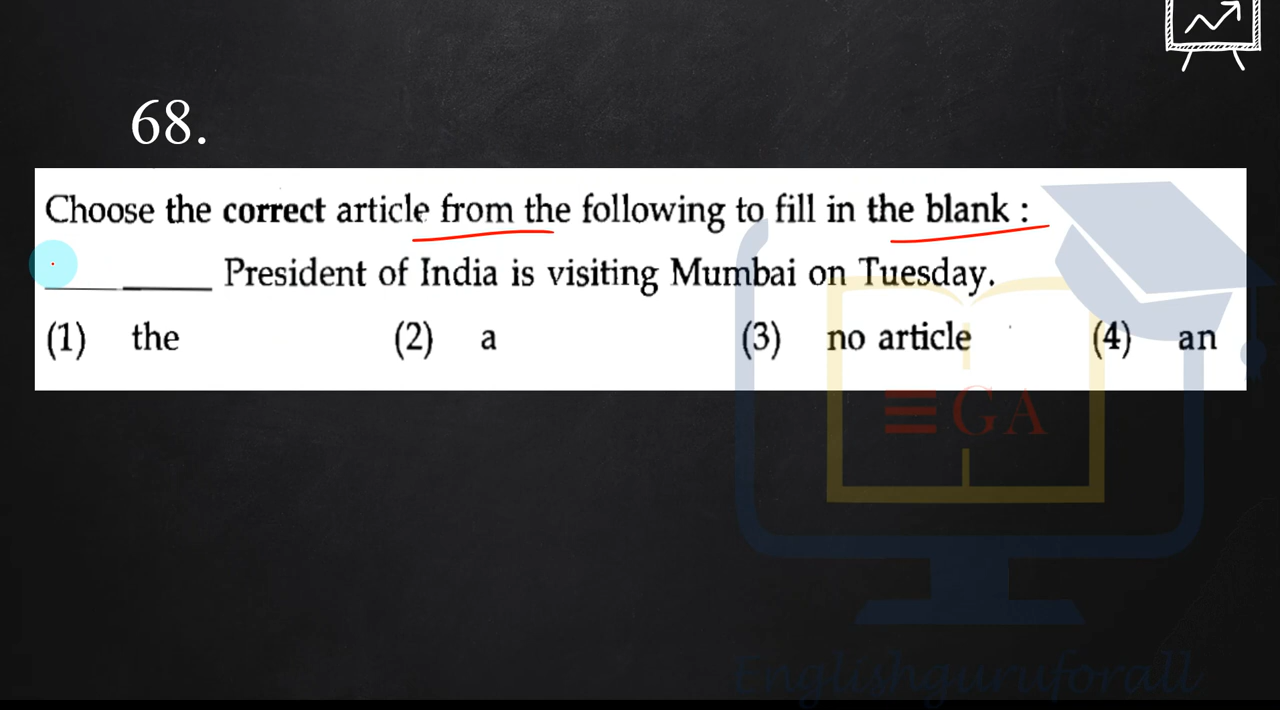 68.
Choose the correct article from the following to fill in the blank :
________ President of India is visiting Mumbai on Tuesday.
(1) the (2) a (3) no article (4) an
GA
Englishguruforall